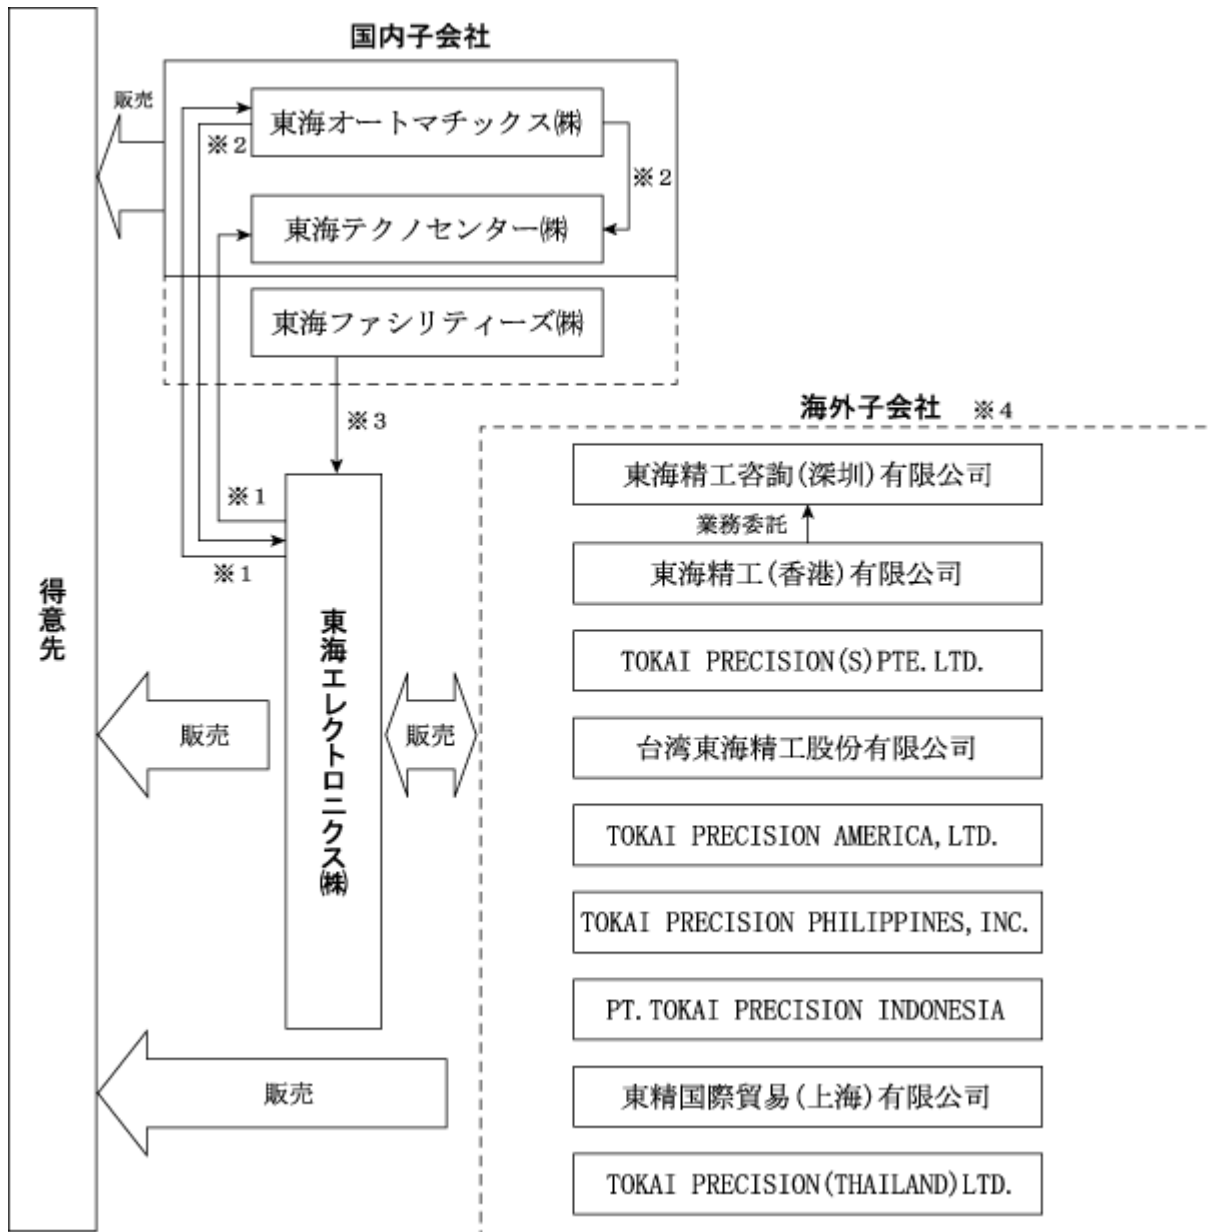 国内子会社
販売
東海オートマチックス㈱
※2
※2
東海テクノセンター㈱
東海ファシリティーズ㈱
※3
海外子会社 ※4
※1
※1
得意先
東海エレクトロニクス㈱
販売
販売
販売
東海精工咨詢(深圳)有限公司
業務委託
東海精工(香港)有限公司
TOKAI PRECISION(S)PTE.LTD.
台湾東海精工股份有限公司
TOKAI PRECISION AMERICA,LTD.
TOKAI PRECISION PHILIPPINES,INC.
PT.TOKAI PRECISION INDONESIA
東精国際貿易(上海)有限公司
TOKAI PRECISION(THAILAND)LTD.